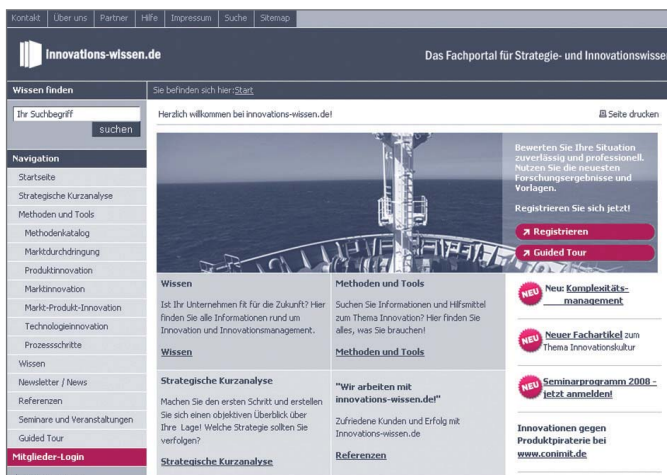 Kontakt Über uns Partner Hilfe Impressum Suche Sitemap
Innovations-wissen.de
Das Fachportal für Strategie- und Innovationswisse
Wissen finden
Sie befinden sich hier:Start
Ihr Suchbegriff
suchen
Navigation
Startseite
Strategische Kurzanalyse
Methoden und Tools
Methodenkatalog
Marktdurchdringung
Produktinnovation
Marktinnovation
Markt-Produkt-Innovation
Technologieinnovation
Prozessschritte
Wissen
Newsletter / News
Referenzen
Seminare und Veranstaltungen
Guided Tour
Mitglieder-Login
Herzlich willkommen bei innovations-wissen.de!
Seite drucken
Bewerten Sie Ihre Situation
zuverlässig und professionell.
Nutzen Sie die neuesten
Forschungsergebnisse und
Vorlagen.
Registrieren Sie sich jetzt!
Registrieren
Guided Tour
Wissen
Ist Ihr Unternehmen fit für die Zukunft? Hier
finden Sie alle Informationen rund um
Innovation und Innovationsmanagement.
Wissen
Methoden und Tools
Suchen Sie Informationen und Hilfsmittel
zum Thema Innovation? Hier finden Sie
alles, was Sie brauchen!
Methoden und Tools
Strategische Kurzanalyse
Machen Sie den ersten Schritt und erstellen
Sie sich einen objektiven Überblick über
Ihre Lage! Welche Strategie sollten Sie
verfolgen?
Strategische Kurzanalyse
"Wir arbeiten mit
innovations-wissen.de!"
Zufriedene Kunden und Erfolg mit
Innovations-wissen.de
Referenzen
NEU
Neu: Komplexitäts-
management
NEU
Neuer Fachartikel zum
Thema Innovationskultur
NEU
Seminarprogramm 2008 -
jetzt anmelden!
Innovationen gegen
Produktpiraterie bei
www.conimit.de